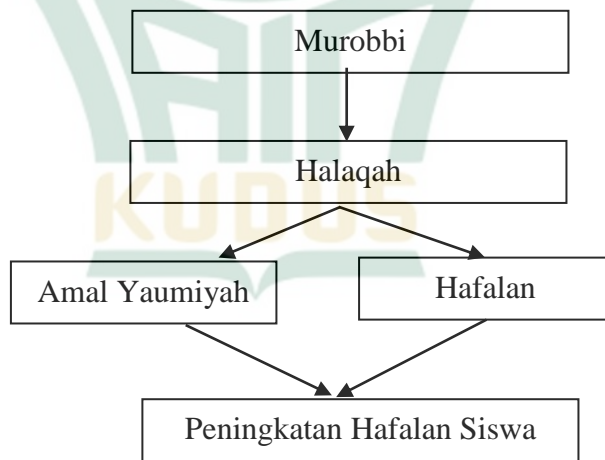 Murobbi
Halaqah
KUDUS
Amal Yaumiyah
Hafalan
Peningkatan Hafalan Siswa